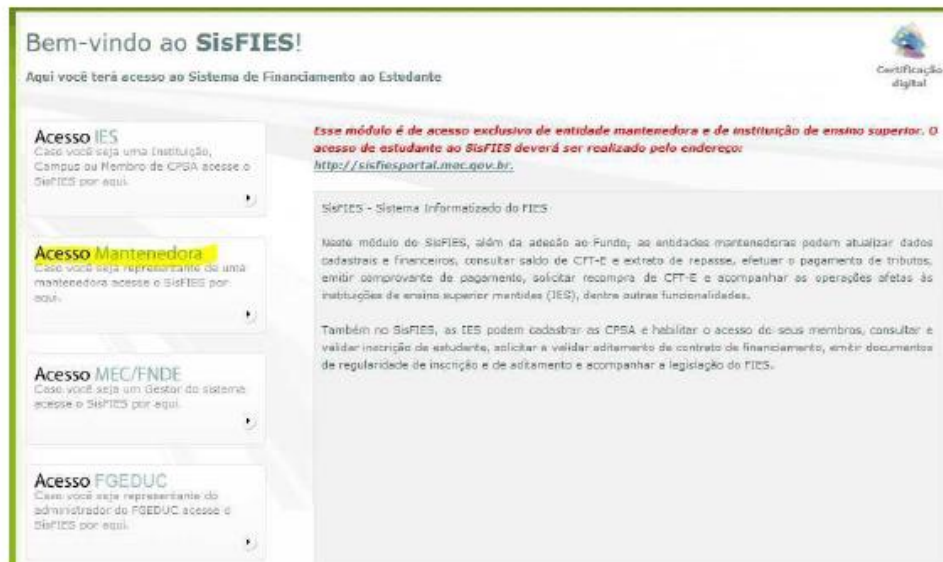 Bem-vindo ao SisFIES!
Aqui você terá acesso ao Sistema de Financiamento ao Estudante
Certificação
digital
Acesso IES
Caso você seja uma Instituição,
Campus ou Membro de CPSA acesse o
SisFIES por aqui.
Acesso Mantenedora
Caso você seja representante de uma
mantenedora acesse o SisFIES por
aqui.
Acesso MEC/FNDE
Caso você seja um Gestor do sistema
acesse o SisFIES por aqui.
Acesso FGEDUC
Caso você seja representante do
administrador do FGEDUC acesse o
SisFIES por aqui.
Esse módulo é de acesso exclusivo de entidade mantenedora e de instituição de ensino superior. O
acesso de estudante ao SisFIES deverá ser realizado pelo endereço:
http://sisfiesportal.mec.gov.br.
SisFIES - Sistema Informatizado do FIES
Neste módulo do SisFIES, além da adesão ao Fundo, as entidades mantenedoras podem atualizar dados
cadastrais e financeiros, consultar saldo de CFT-E e extrato de repasse, efetuar o pagamento de tributos,
emitir comprovante de pagamento, solicitar recompra de CFT-E e acompanhar as operações afetas às
instituições de ensino superior mantidas (IES), dentre outras funcionalidades.
Também no SisFIES, as IES podem cadastrar as CPSA e habilitar o acesso de seus membros, consultar e
validar inscrição de estudante, solicitar e validar aditamento de contrato de financiamento, emitir documentos
de regularidade de inscrição e de aditamento e acompanhar a legislação do FIES.